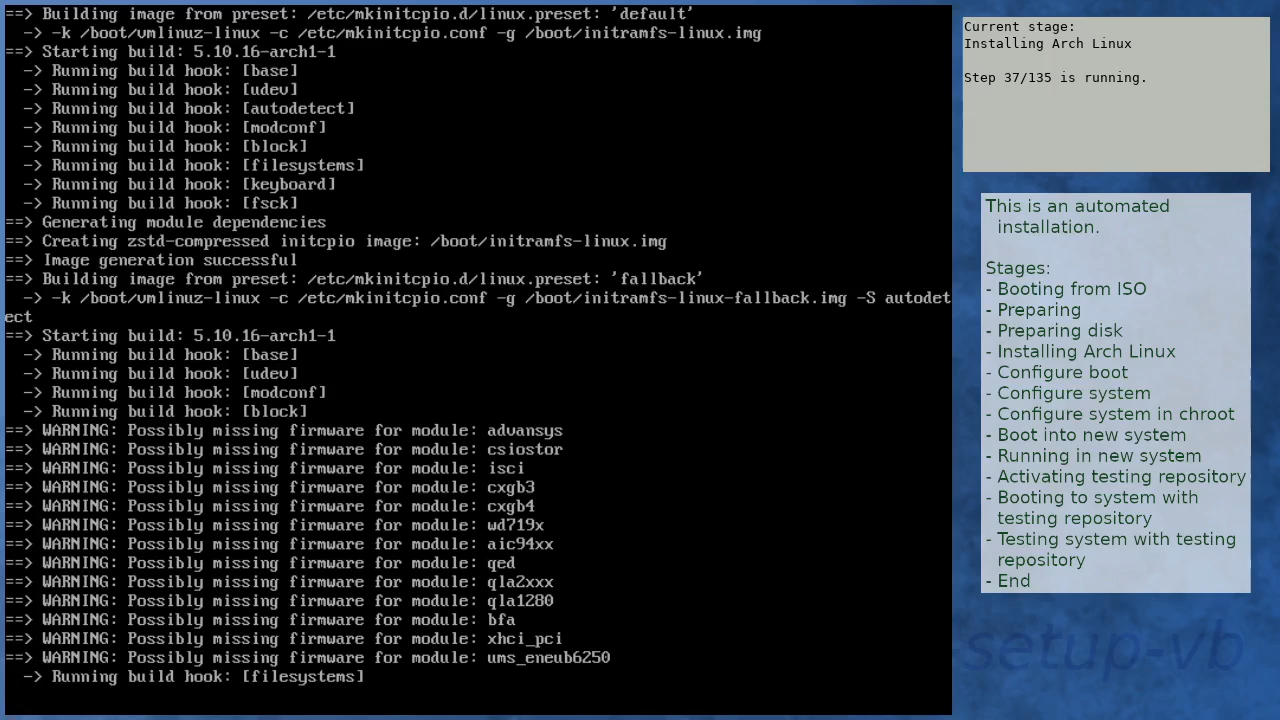 ==> Building image from preset: /etc/mkinitcpio.d/linux.preset: 'default'
  -> -k /boot/vmlinuz-linux -c /etc/mkinitcpio.conf -g /boot/initramfs-linux.img
==> Starting build: 5.10.16-arch1-1
  -> Running build hook: [base]
  -> Running build hook: [udev]
  -> Running build hook: [autodetect]
  -> Running build hook: [modconf]
  -> Running build hook: [block]
  -> Running build hook: [filesystems]
  -> Running build hook: [keyboard]
  -> Running build hook: [fsck]
==> Generating module dependencies
==> Creating zstd-compressed initcpio image: /boot/initramfs-linux.img
==> Image generation successful
==> Building image from preset: /etc/mkinitcpio.d/linux.preset: 'fallback'
  -> -k /boot/vmlinuz-linux -c /etc/mkinitcpio.conf -g /boot/initramfs-linux-fallback.img -S autodet
ect
==> Starting build: 5.10.16-arch1-1
  -> Running build hook: [base]
  -> Running build hook: [udev]
  -> Running build hook: [modconf]
  -> Running build hook: [block]
==> WARNING: Possibly missing firmware for module: advansys
==> WARNING: Possibly missing firmware for module: csiostor
==> WARNING: Possibly missing firmware for module: isci
==> WARNING: Possibly missing firmware for module: cxgb3
==> WARNING: Possibly missing firmware for module: cxgb4
==> WARNING: Possibly missing firmware for module: wd719x
==> WARNING: Possibly missing firmware for module: aic94xx
==> WARNING: Possibly missing firmware for module: qed
==> WARNING: Possibly missing firmware for module: qla2xxx
==> WARNING: Possibly missing firmware for module: qla1280
==> WARNING: Possibly missing firmware for module: bfa
==> WARNING: Possibly missing firmware for module: xhci_pci
==> WARNING: Possibly missing firmware for module: ums_eneub6250
  -> Running build hook: [filesystems]
Current stage:
Installing Arch Linux
Step 37/135 is running.
This is an automated
installation.
Stages:
- Booting from ISO
- Preparing
- Preparing disk
- Installing Arch Linux
- Configure boot
- Configure system
- Configure system in chroot
- Boot into new system
- Running in new system
- Activating testing repository
- Booting to system with
testing repository
- Testing system with testing
repository
- End
-setup-vb